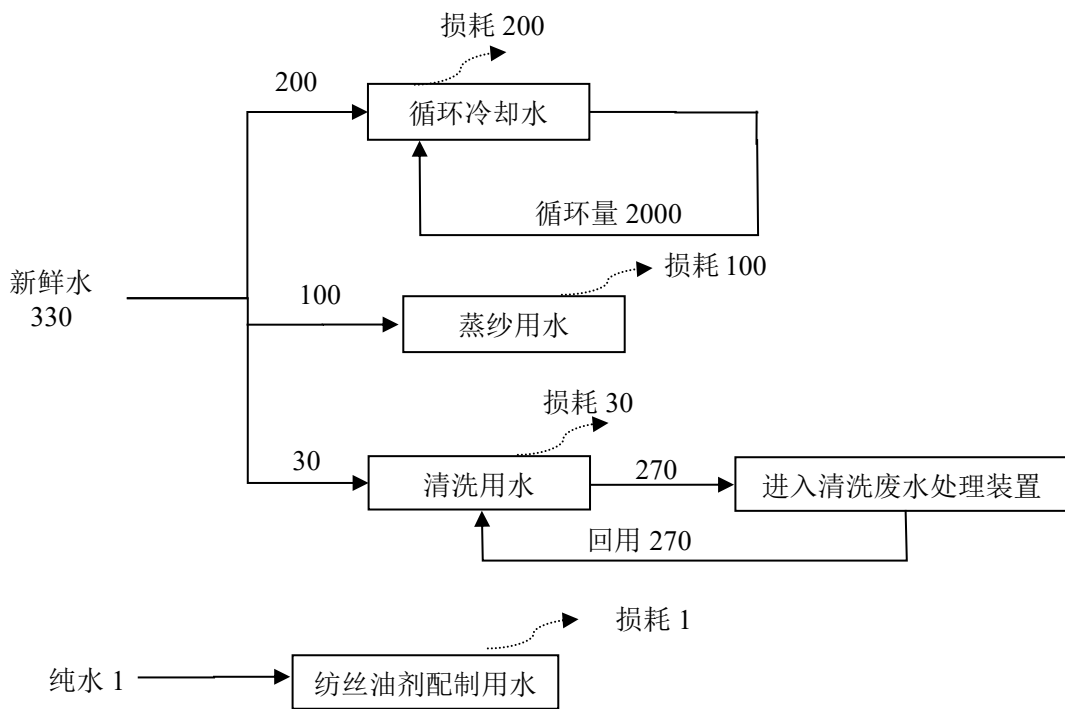 损耗 200
200
循环冷却水
循环量 2000
损耗 100
新鲜水
330
100
蒸纱用水
损耗 30
30
清洗用水
270
进入清洗废水处理装置
回用 270
损耗 1
纯水 1
纺丝油剂配制用水